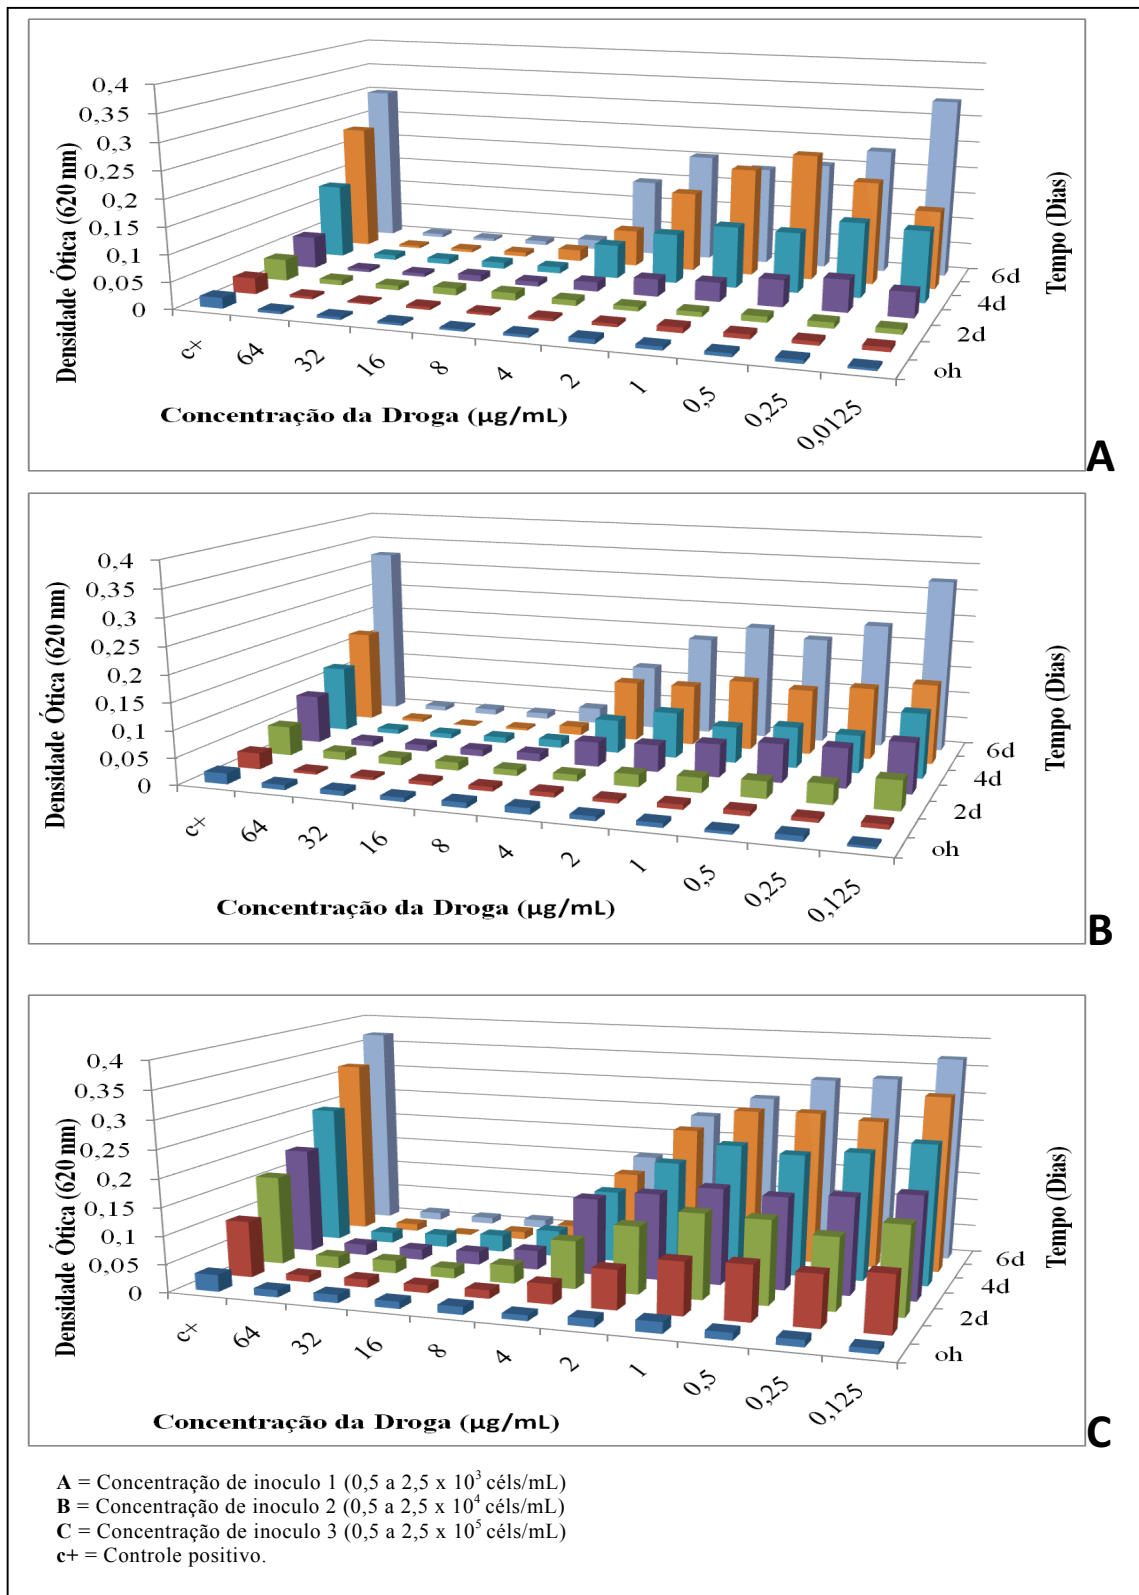 0,4
0,35
0,3
0,25
0,2
0,15
0,1
0,05
0
Densidade Ótica (620 nm)
c+
64
32
16
8
4
2
1
0,5
0,25
0,0125
Concentração da Droga (µg/mL)
6d
4d
2d
oh
Tempo (Dias)
A
0,4
0,35
0,3
0,25
0,2
0,15
0,1
0,05
0
Densidade Ótica (620 nm)
c+
64
32
16
8
4
2
1
0,5
0,25
0,125
Concentração da Droga (µg/mL)
6d
4d
2d
oh
Tempo (Dias)
B
0,4
0,35
0,3
0,25
0,2
0,15
0,1
0,05
0
Densidade Ótica (620 nm)
c+
64
32
16
8
4
2
1
0,5
0,25
0,125
Concentração da Droga (µg/mL)
6d
4d
2d
oh
Tempo (Dias)
C
A = Concentração de inoculo 1 (0,5 a 2,5 x 10³ céls/mL)
B = Concentração de inoculo 2 (0,5 a 2,5 x 10⁴ céls/mL)
C = Concentração de inoculo 3 (0,5 a 2,5 x 10⁵ céls/mL)
c+ = Controle positivo.